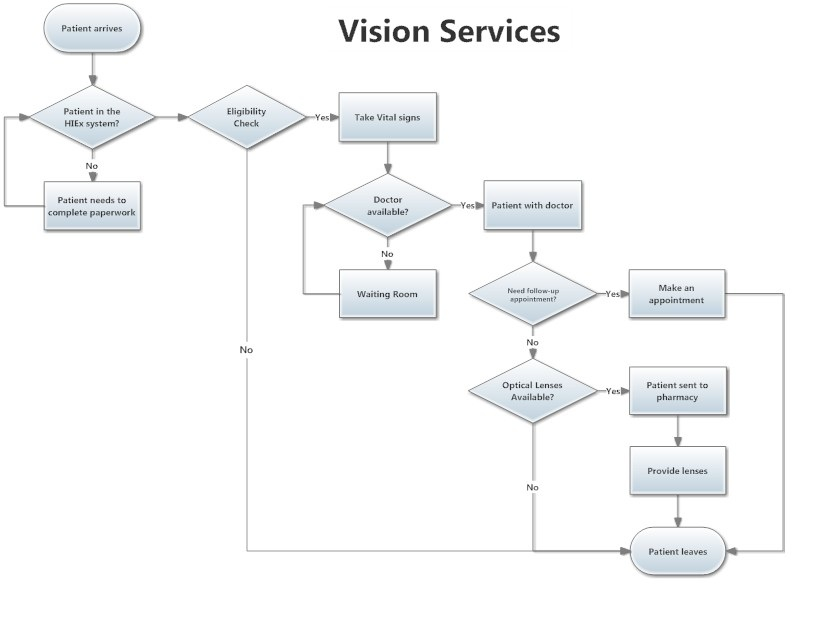 Vision Services
Patient arrives
Patient in the
HIEx system?
No
Patient needs to
complete paperwork
Eligibility
Check
Yes
Take Vital signs
Doctor
available?
Yes
Patient with doctor
No
Waiting Room
Need follow-up
appointment?
Yes
Make an
appointment
No
No
Optical Lenses
Available?
Yes
Patient sent to
pharmacy
Provide lenses
No
Patient leaves